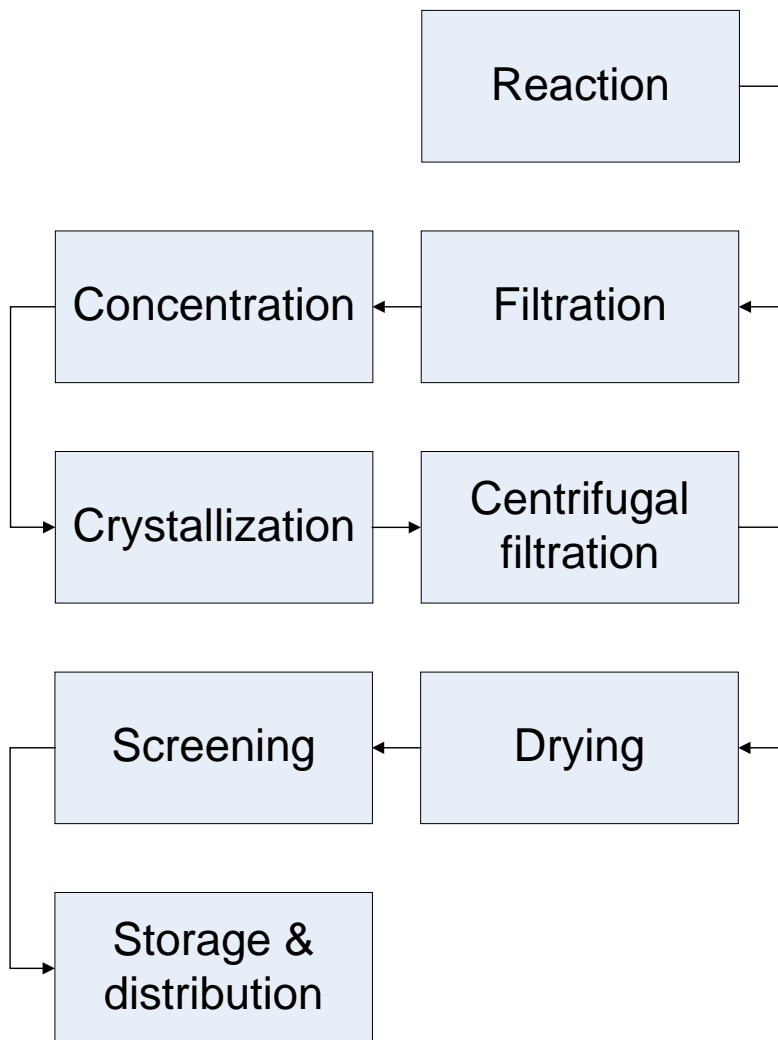 Reaction
Concentration
Filtration
Crystallization
Centrifugal
filtration
Screening
Drying
Storage &
distribution